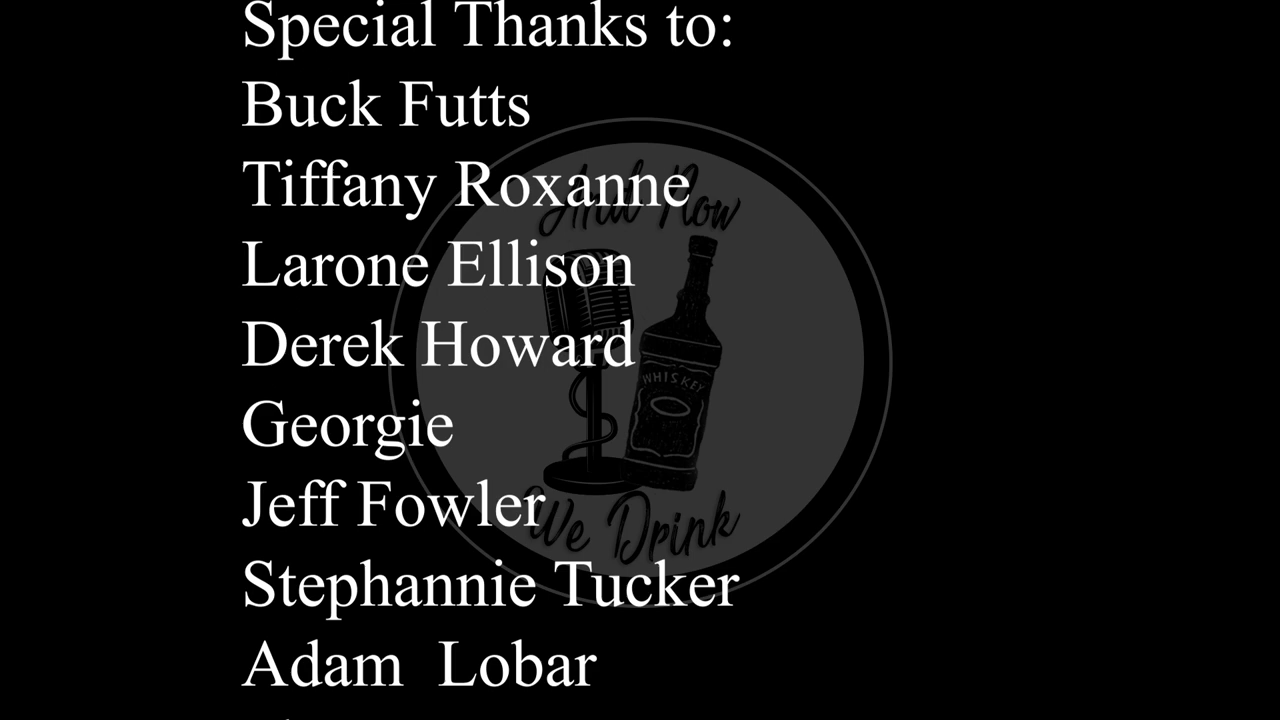 Special Thanks to:
Buck Futts
Tiffany Roxanne
Larone Ellison
Derek Howard
Georgie
Jeff Fowler
Stephannie Tucker
Adam  Lobar
And Now
WHISKEY
We Drink